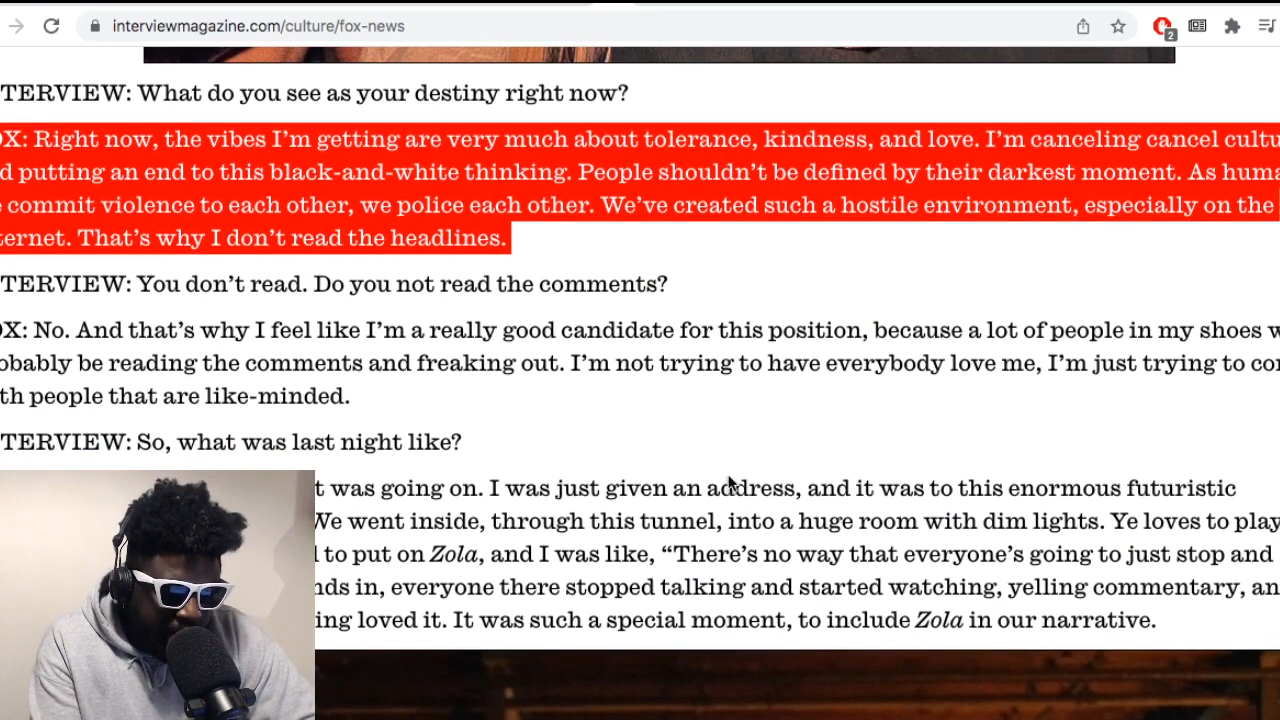 interviewmagazine.com/culture/fox-news
2
TERVIEW: What do you see as your destiny right now?
OX: Right now, the vibes I’m getting are very much about tolerance, kindness, and love. I’m canceling cancel cultu
d putting an end to this black-and-white thinking. People shouldn’t be defined by their darkest moment. As huma
e commit violence to each other, we police each other. We’ve created such a hostile environment, especially on the
ternet. That’s why I don’t read the headlines.
TERVIEW: You don’t read. Do you not read the comments?
OX: No. And that’s why I feel like I’m a really good candidate for this position, because a lot of people in my shoes w
obably be reading the comments and freaking out. I’m not trying to have everybody love me, I’m just trying to con
th people that are like-minded.
TERVIEW: So, what was last night like?
t was going on. I was just given an address, and it was to this enormous futuristic
We went inside, through this tunnel, into a huge room with dim lights. Ye loves to play
l to put on Zola, and I was like, “There’s no way that everyone’s going to just stop and
nds in, everyone there stopped talking and started watching, yelling commentary, an
ing loved it. It was such a special moment, to include Zola in our narrative.